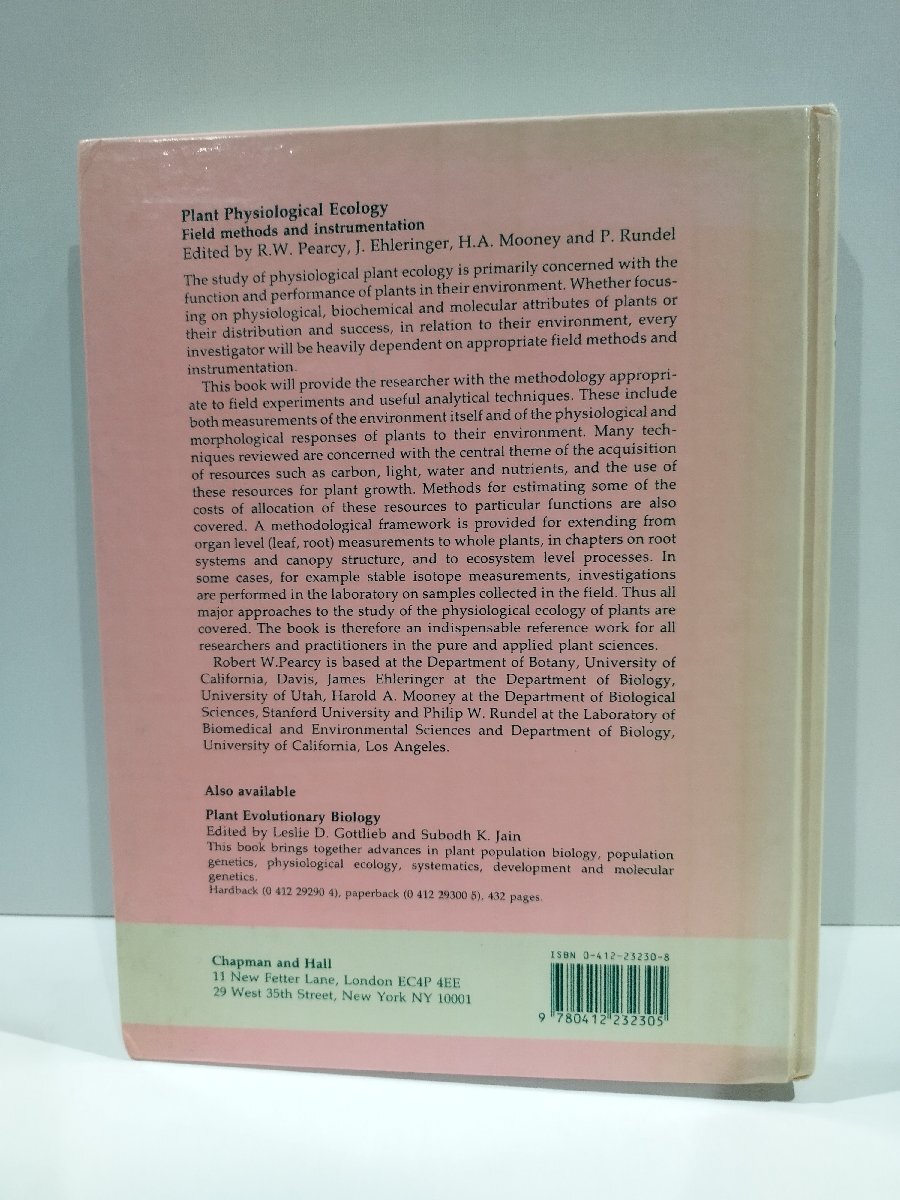 Plant Physiological Ecology
Field methods and instrumentation
Edited by R.W. Pearcy, J. Ehleringer, H.A. Mooney and P. Rundel
The study of physiological plant ecology is primarily concerned with the
function and performance of plants in their environment. Whether focus-
ing on physiological, biochemical and molecular attributes of plants or
their distribution and success, in relation to their environment, every
investigator will be heavily dependent on appropriate field methods and
instrumentation.
This book will provide the researcher with the methodology appropri-
ate to field experiments and useful analytical techniques. These include
both measurements of the environment itself and of the physiological and
morphological responses of plants to their environment. Many tech-
niques reviewed are concerned with the central theme of the acquisition
of resources such as carbon, light, water and nutrients, and the use of
these resources for plant growth. Methods for estimating some of the
costs of allocation of these resources to particular functions are also
covered. A methodological framework is provided for extending from
organ level (leaf, root) measurements to whole plants, in chapters on root
systems and canopy structure, and to ecosystem level processes. In
some cases, for example stable isotope measurements, investigations
are performed in the laboratory on samples collected in the field. Thus all
major approaches to the study of the physiological ecology of plants are
covered. The book is therefore an indispensable reference work for all
researchers and practitioners in the pure and applied plant sciences.
Robert W.Pearcy is based at the Department of Botany, University of
California, Davis, James Ehleringer at the Department of Biology,
University of Utah, Harold A. Mooney at the Department of Biological
Sciences, Stanford University and Philip W. Rundel at the Laboratory of
Biomedical and Environmental Sciences and Department of Biology,
University of California, Los Angeles.
Also available
Plant Evolutionary Biology
Edited by Leslie D. Gottlieb and Subodh K. Jain
This book brings together advances in plant population biology, population
genetics, physiological ecology, systematics, development and molecular
genetics.
Hardback (0 412 29290 4), paperback (0 412 29300 5), 432 pages.
Chapman and Hall
11 New Fetter Lane, London EC4P 4EE
29 West 35th Street, New York NY 10001
ISBN 0-412-23230-8
9 780412 232305